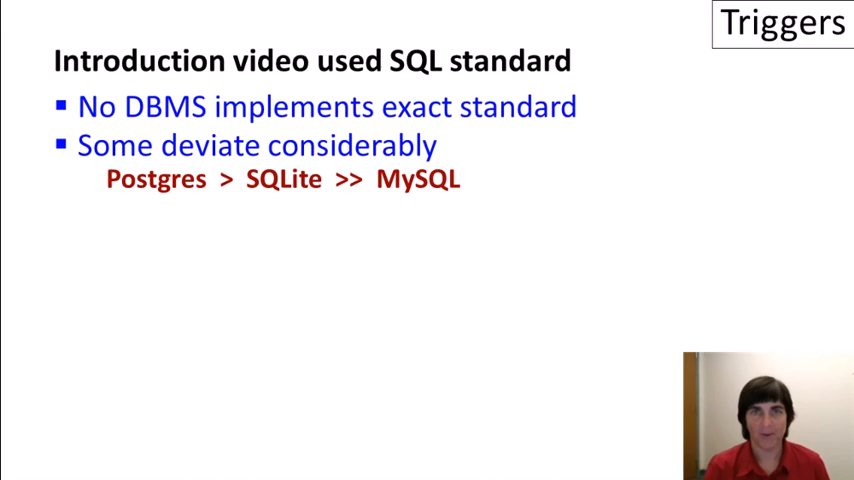 Triggers
Introduction video used SQL standard
▪ No DBMS implements exact standard
▪ Some deviate considerably
Postgres > SQLite >> MySQL